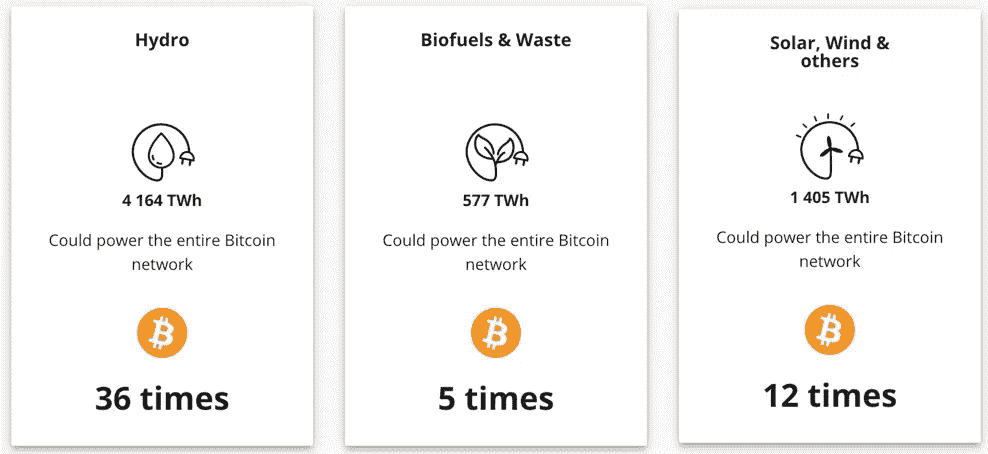 Hydro
4 164 TWh
Could power the entire Bitcoin
network
36 times
Biofuels & Waste
577 TWh
Could power the entire Bitcoin
network
5 times
Solar, Wind &
others
1 405 TWh
Could power the entire Bitcoin
network
12 times